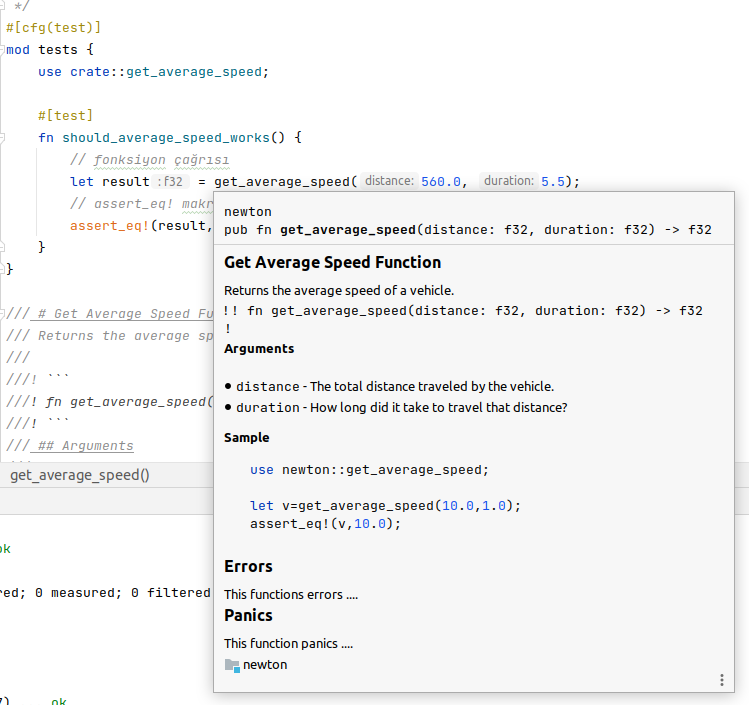 */
#[cfg(test)]
mod tests {
use crate::get_average_speed;
#[test]
fn should_average_speed_works() {
// fonksiyon çağrısı
let result :f32 = get_average_speed( distance: 560.0, duration: 5.5);
// assert_eq! makr
assert_eq!(result,
}
}
/// # Get Average Speed Fu
/// Returns the average sp
///
///! ```
///! fn get_average_speed(
///! ```
/// ## Arguments
get_average_speed()
ok
red; 0 measured; 0 filtered
7) ... ok
newton
pub fn get_average_speed(distance: f32, duration: f32) -> f32
Get Average Speed Function
Returns the average speed of a vehicle.
!! fn get_average_speed(distance: f32, duration: f32) -> f32
!
Arguments
• distance - The total distance traveled by the vehicle.
• duration - How long did it take to travel that distance?
Sample
use newton::get_average_speed;
let v=get_average_speed(10.0,1.0);
assert_eq!(v,10.0);
Errors
This functions errors ....
Panics
This function panics ....
newton